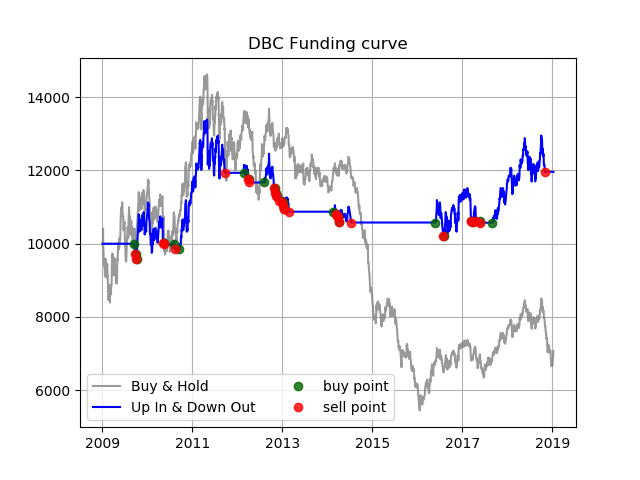 DBC Funding curve
14000
12000
10000
8000
6000
Buy & Hold
Up In & Down Out
buy point
sell point
2009
2011
2013
2015
2017
2019